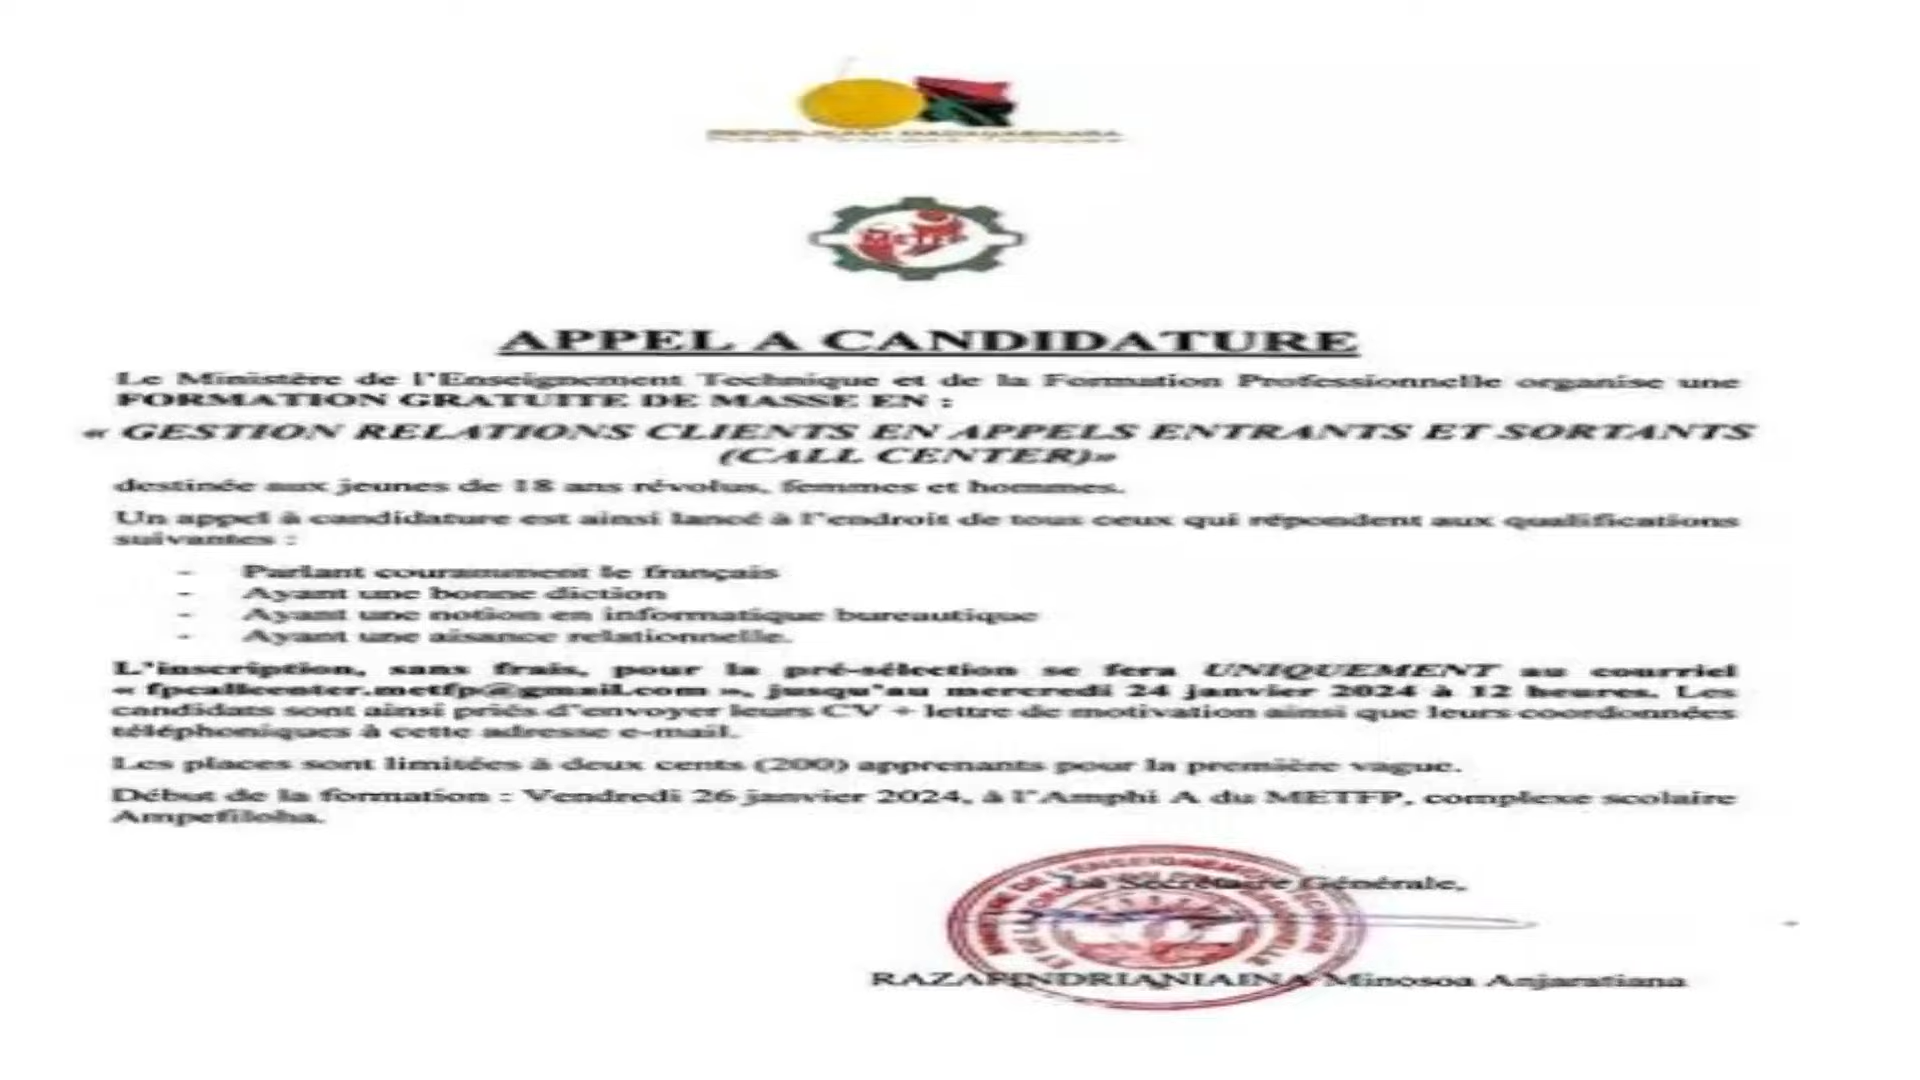 APPEL A CANDIDATURE
Le Ministère de l'Enseignement Technique et de la Formation Professionnelle organise une
FORMATION GRATUITE DE MASSE EN :
« GESTION RELATIONS CLIENTS EN APPELS ENTRANTS ET SORTANTS
(CALL CENTER)»
destinée aux jeunes de 18 ans révolus, femmes et hommes.
Un appel à candidature est ainsi lancé à l'endroit de tous ceux qui répondent aux qualifications
suivantes :
- Parlant couramment le français
- Ayant une bonne diction
- Ayant une notion en informatique bureautique
- Ayant une aisance relationnelle.
L'inscription, sans frais, pour la pré-sélection se fera UNIQUEMENT au courriel
« fpcallcenter.metfp@gmail.com », jusqu'au mercredi 24 janvier 2024 à 12 heures. Les
candidats sont ainsi priés d'envoyer leurs CV + lettre de motivation ainsi que leurs coordonnées
téléphoniques à cette adresse e-mail.
Les places sont limitées à deux cents (200) apprenants pour la première vague.
Début de la formation : Vendredi 26 janvier 2024, à l'Amphi A du METFP, complexe scolaire
Ampefiloha.
Le Secrétaire Générale,
RAZAFINDRIANIAINA Minosoa Anjaratiana